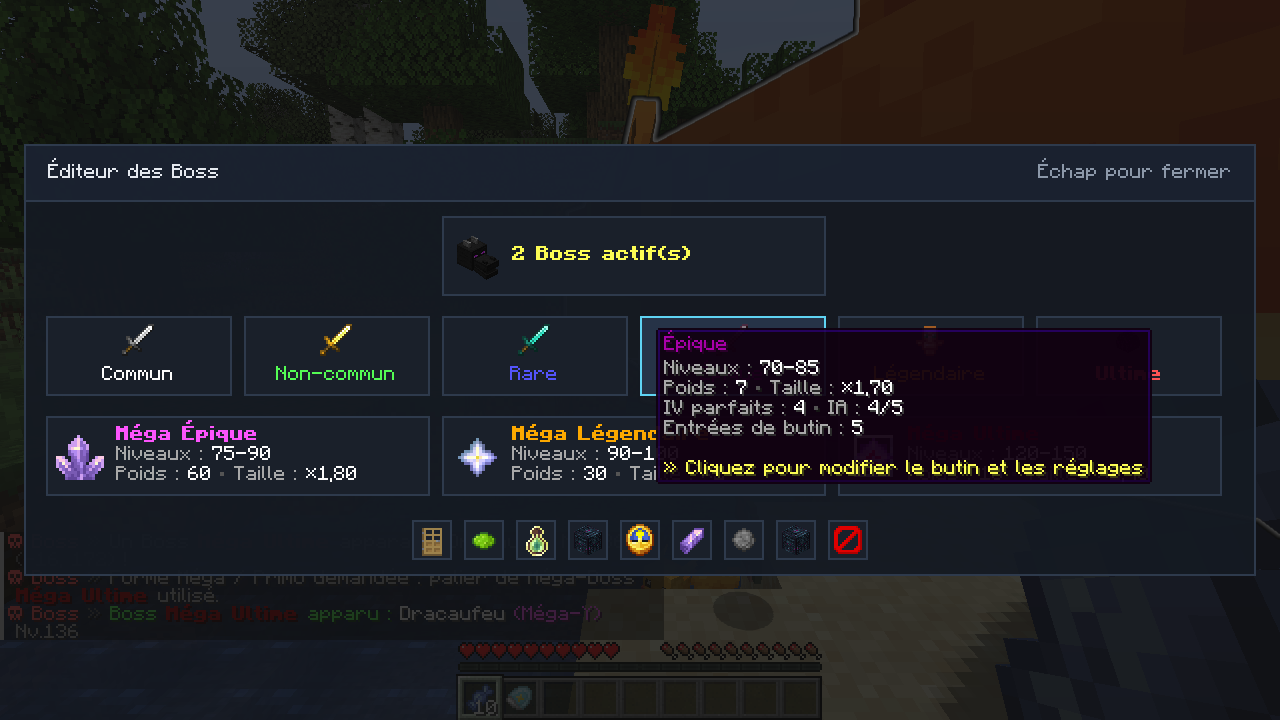 Éditeur des Boss
Échap pour fermer
2 Boss actif(s)
Commun
Non-commun
Rare
Légendaire
Ultime
Épique
Niveaux : 70-85
Poids : 7 · Taille : ×1,70
IV parfaits : 4 · IA : 4/5
Entrées de butin : 5
» Cliquez pour modifier le butin et les réglages
Méga Épique
Niveaux : 75-90
Poids : 60 · Taille : ×1,80
Méga Légen
Niveaux : 90-1
Poids : 30 · Tai
Niveaux : 120-150
Boss » Forme Méga / Primo demandée : palier de méga-boss
Méga Ultime utilisé.
Boss » Boss Méga Ultime apparu : Dracaufeu (Méga-Y)
Nv.136
10